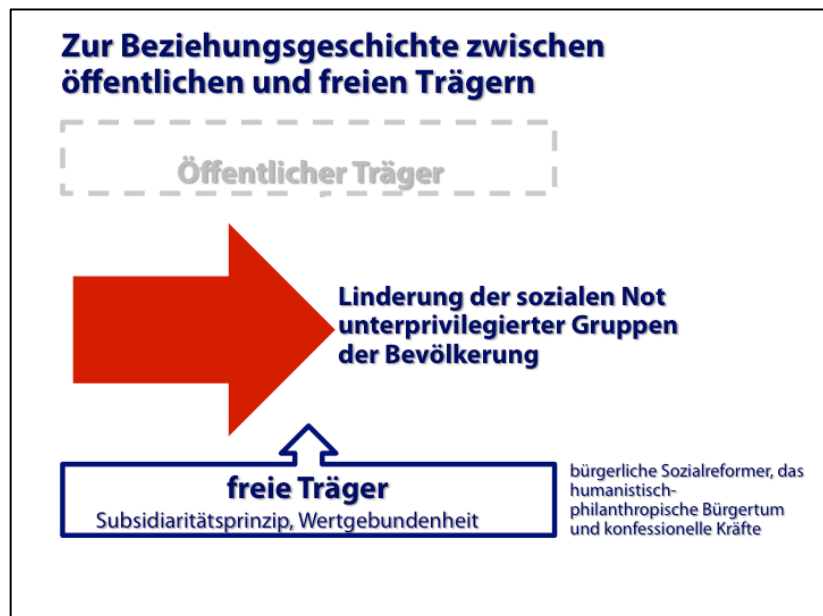 Zur Beziehungsgeschichte zwischen
öffentlichen und freien Trägern
Öffentlicher Träger
Linderung der sozialen Not
unterprivilegierter Gruppen
der Bevölkerung
freie Träger
Subsidiaritätsprinzip, Wertgebundenheit
bürgerliche Sozialreformer, das
humanistisch-
philanthropische Bürgertum
und konfessionelle Kräfte